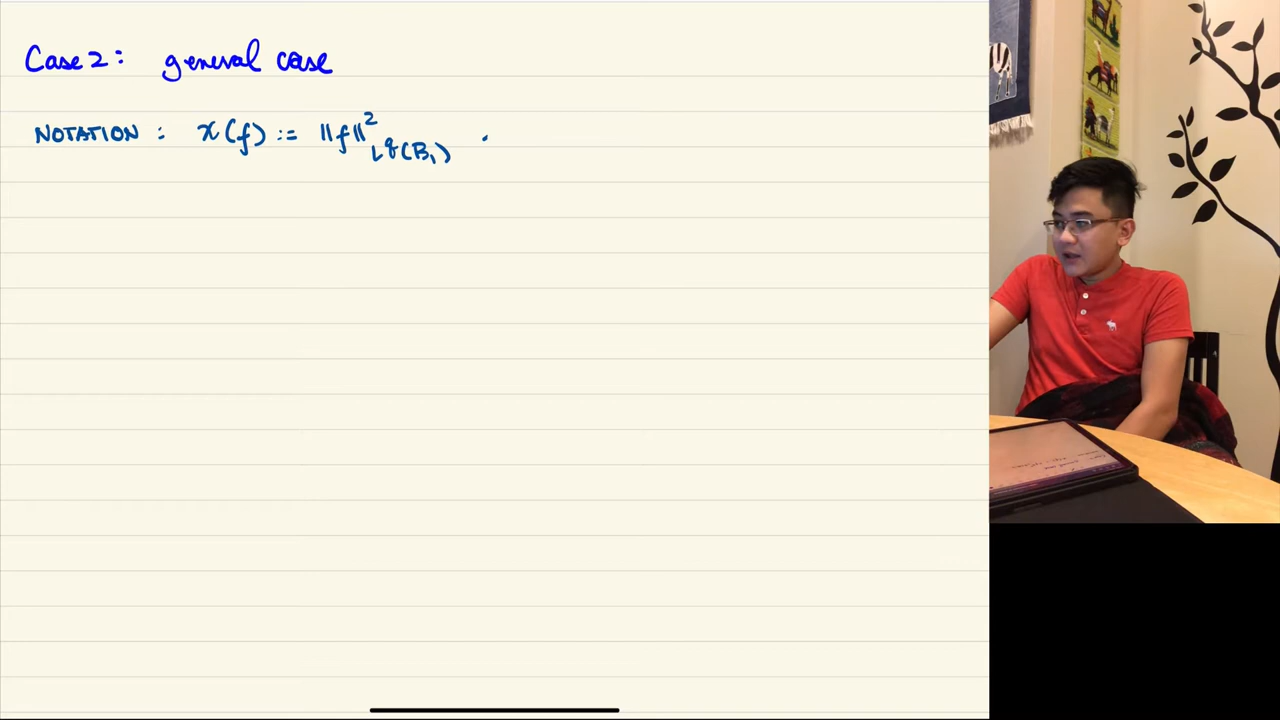 Case 2: general case
NOTATION: x(f) := ||f||²_{L^q(B₁)} .